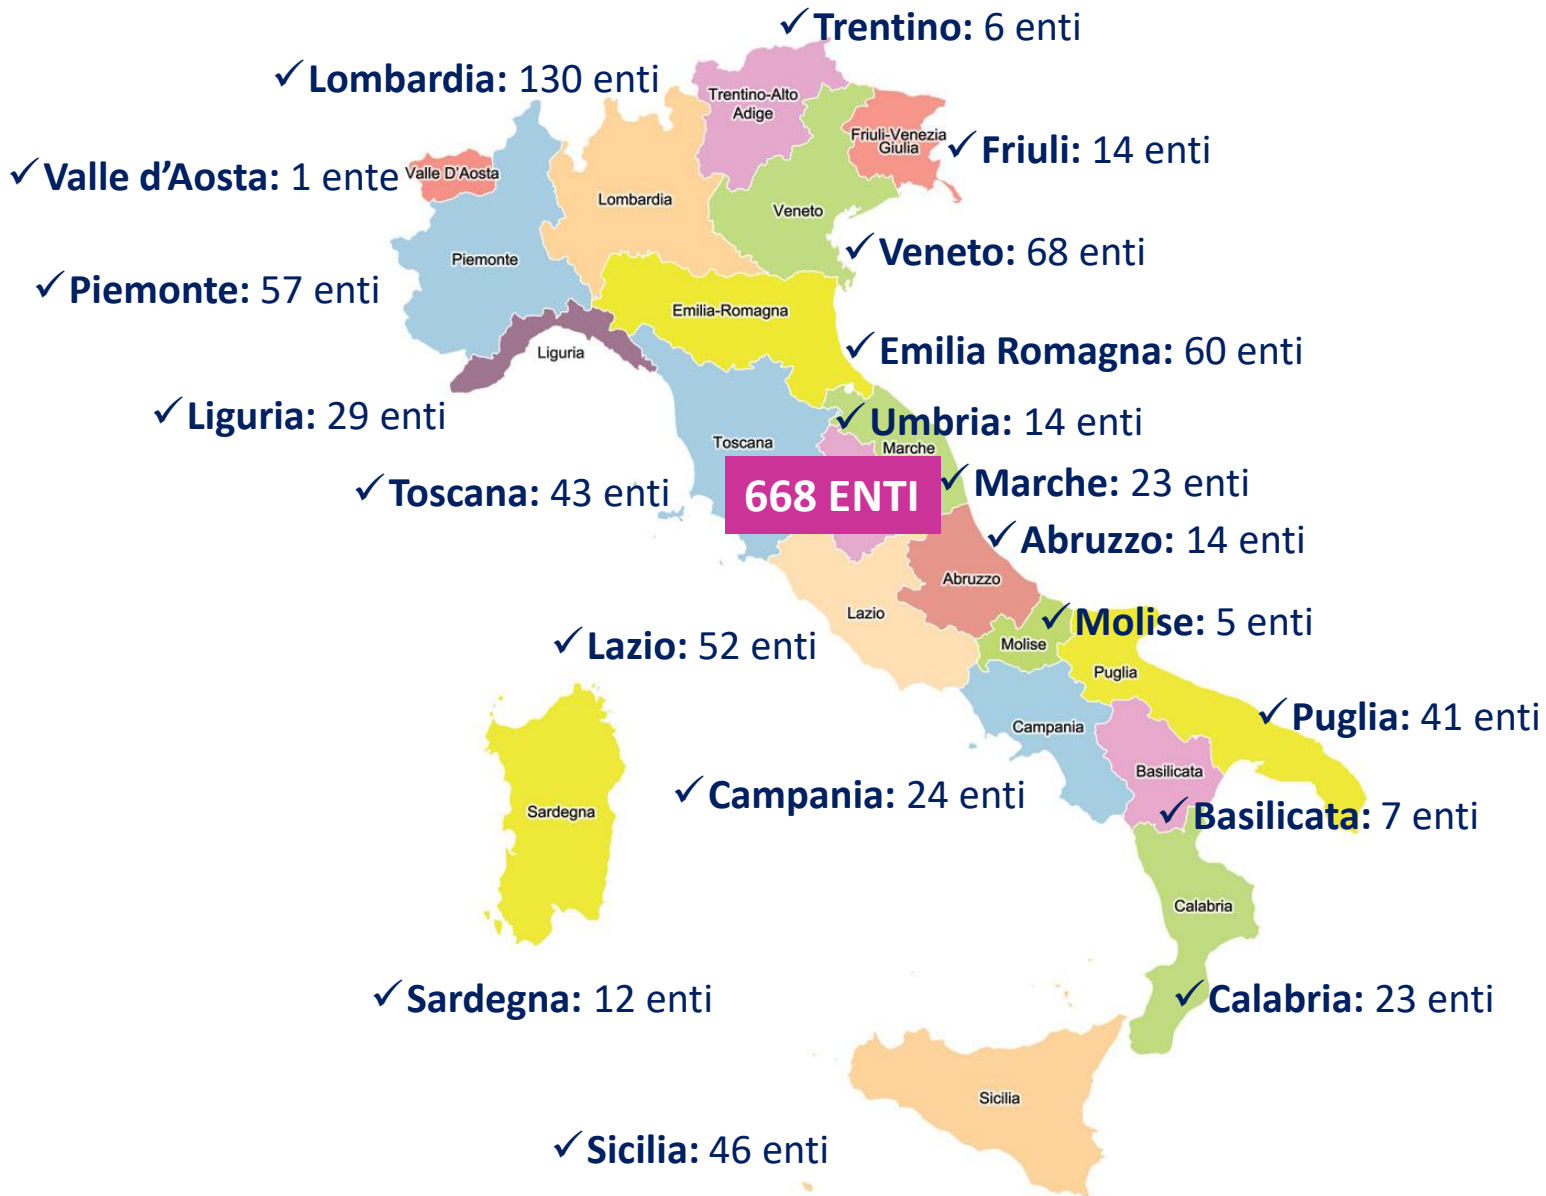 ✓Trentino: 6 enti
✓Lombardia: 130 enti
Trentino-Alto
Adige
Friuli-Venezia
Giulia
✓Friuli: 14 enti
✓Valle d’Aosta: 1 ente
Valle D'Aosta
Lombardia
Veneto
✓Veneto: 68 enti
Piemonte
✓Piemonte: 57 enti
Emilia-Romagna
Liguria
✓Emilia Romagna: 60 enti
✓Liguria: 29 enti
✓Umbria: 14 enti
Toscana
Marche
✓Toscana: 43 enti
668 ENTI
✓Marche: 23 enti
✓Abruzzo: 14 enti
Abruzzo
Lazio
✓Molise: 5 enti
✓Lazio: 52 enti
Molise
Puglia
✓Puglia: 41 enti
Campania
Basilicata
✓Campania: 24 enti
Sardegna
✓Basilicata: 7 enti
Calabria
✓Sardegna: 12 enti
✓Calabria: 23 enti
Sicilia
✓Sicilia: 46 enti